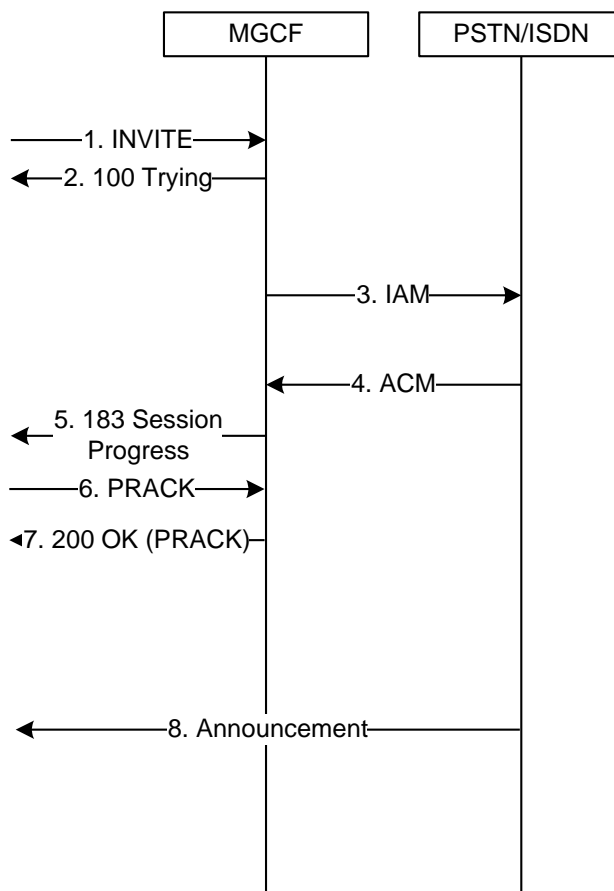 MGCF
PSTN/ISDN
1. INVITE
2. 100 Trying
3. IAM
4. ACM
5. 183 Session
Progress
6. PRACK
7. 200 OK (PRACK)
8. Announcement